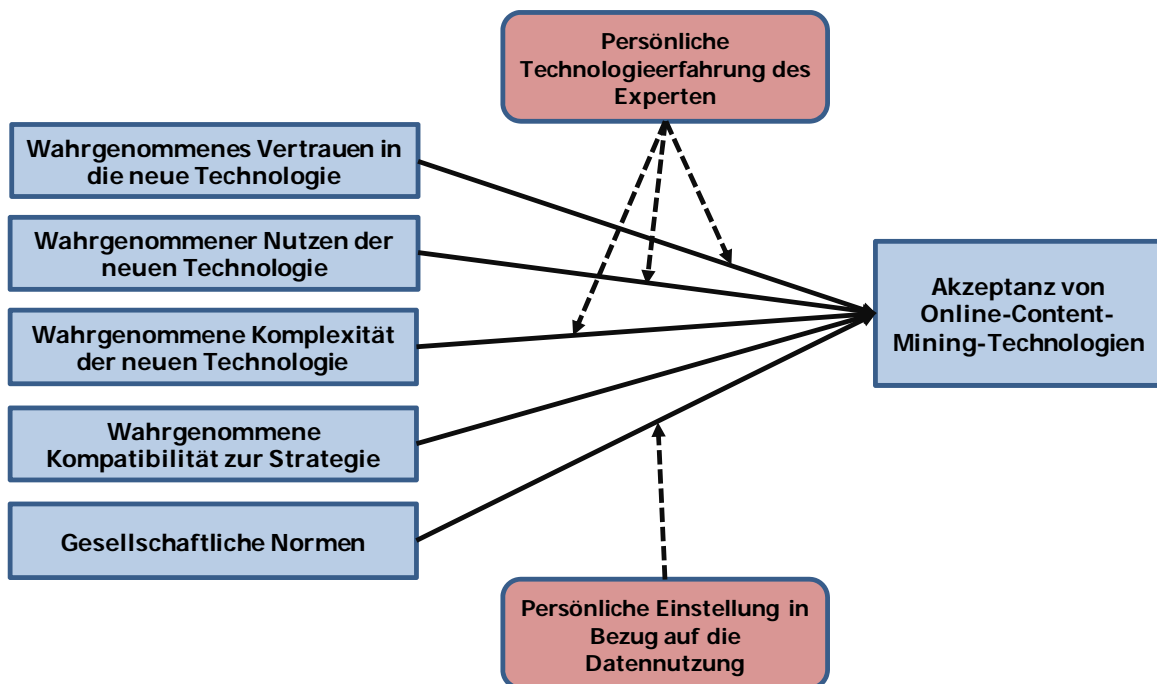 Persönliche
Technologieerfahrung des
Experten
Wahrgenommenes Vertrauen in
die neue Technologie
Wahrgenommener Nutzen der
neuen Technologie
Wahrgenommene Komplexität
der neuen Technologie
Wahrgenommene
Kompatibilität zur Strategie
Gesellschaftliche Normen
Akzeptanz von
Online-Content-
Mining-Technologien
Persönliche Einstellung in
Bezug auf die
Datennutzung